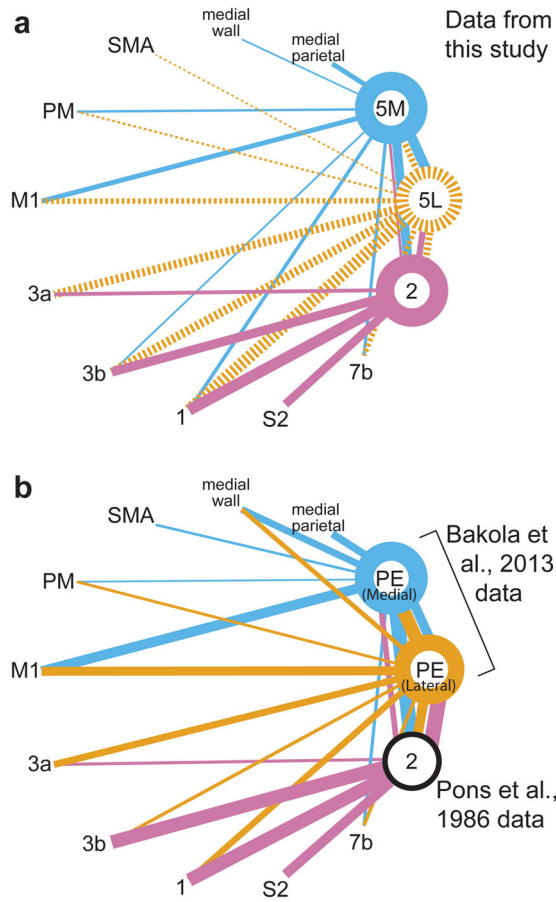 a
Data from
this study
medial
wall
medial
parietal
SMA
PM
5M
M1
5L
3a
2
3b
7b
1
S2
b
medial
wall
medial
parietal
SMA
Bakola et
al., 2013
data
PM
PE
(Medial)
M1
PE
(Lateral)
3a
2
Pons et al.,
1986 data
3b
7b
1
S2